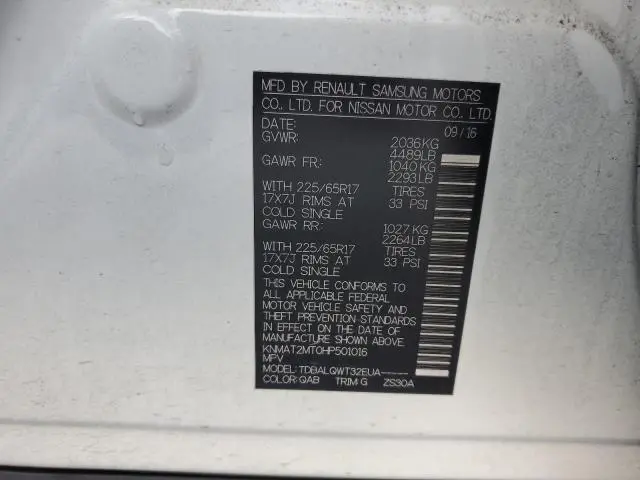 MFD BY RENAULT SAMSUNG MOTORS
CO., LTD. FOR NISSAN MOTOR CO., LTD.
DATE: 09/16
GVWR: 2036KG
4489LB
GAWR FR: 1040KG
2293LB
WITH 225/65R17 TIRES
17X7J RIMS AT 33 PSI
COLD SINGLE
GAWR RR: 1027KG
2264LB
WITH 225/65R17 TIRES
17X7J RIMS AT 33 PSI
COLD SINGLE
THIS VEHICLE CONFORMS TO
ALL APPLICABLE FEDERAL
MOTOR VEHICLE SAFETY AND
THEFT PREVENTION STANDARDS
IN EFFECT ON THE DATE OF
MANUFACTURE SHOWN ABOVE.
KNMAT2MT0HP501016
MPV
MODEL: TDBALQWT32EUA-----
COLOR: QAB TRIM: G ZS30A